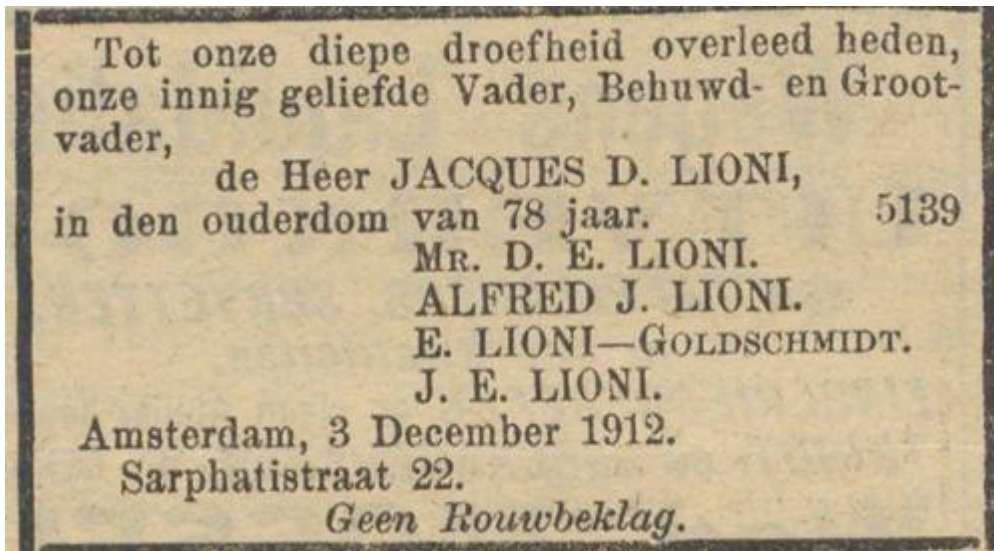 Tot onze diepe droefheid overleed heden,
onze innig geliefde Vader, Behuwd- en Groot-
vader,
de Heer JACQUES D. LIONI,
in den ouderdom van 78 jaar. 5139
MR. D. E. LIONI.
ALFRED J. LIONI.
E. LIONI—GOLDSCHMIDT.
J. E. LIONI.
Amsterdam, 3 December 1912.
Sarphatistraat 22.
Geen Rouwbeklag.